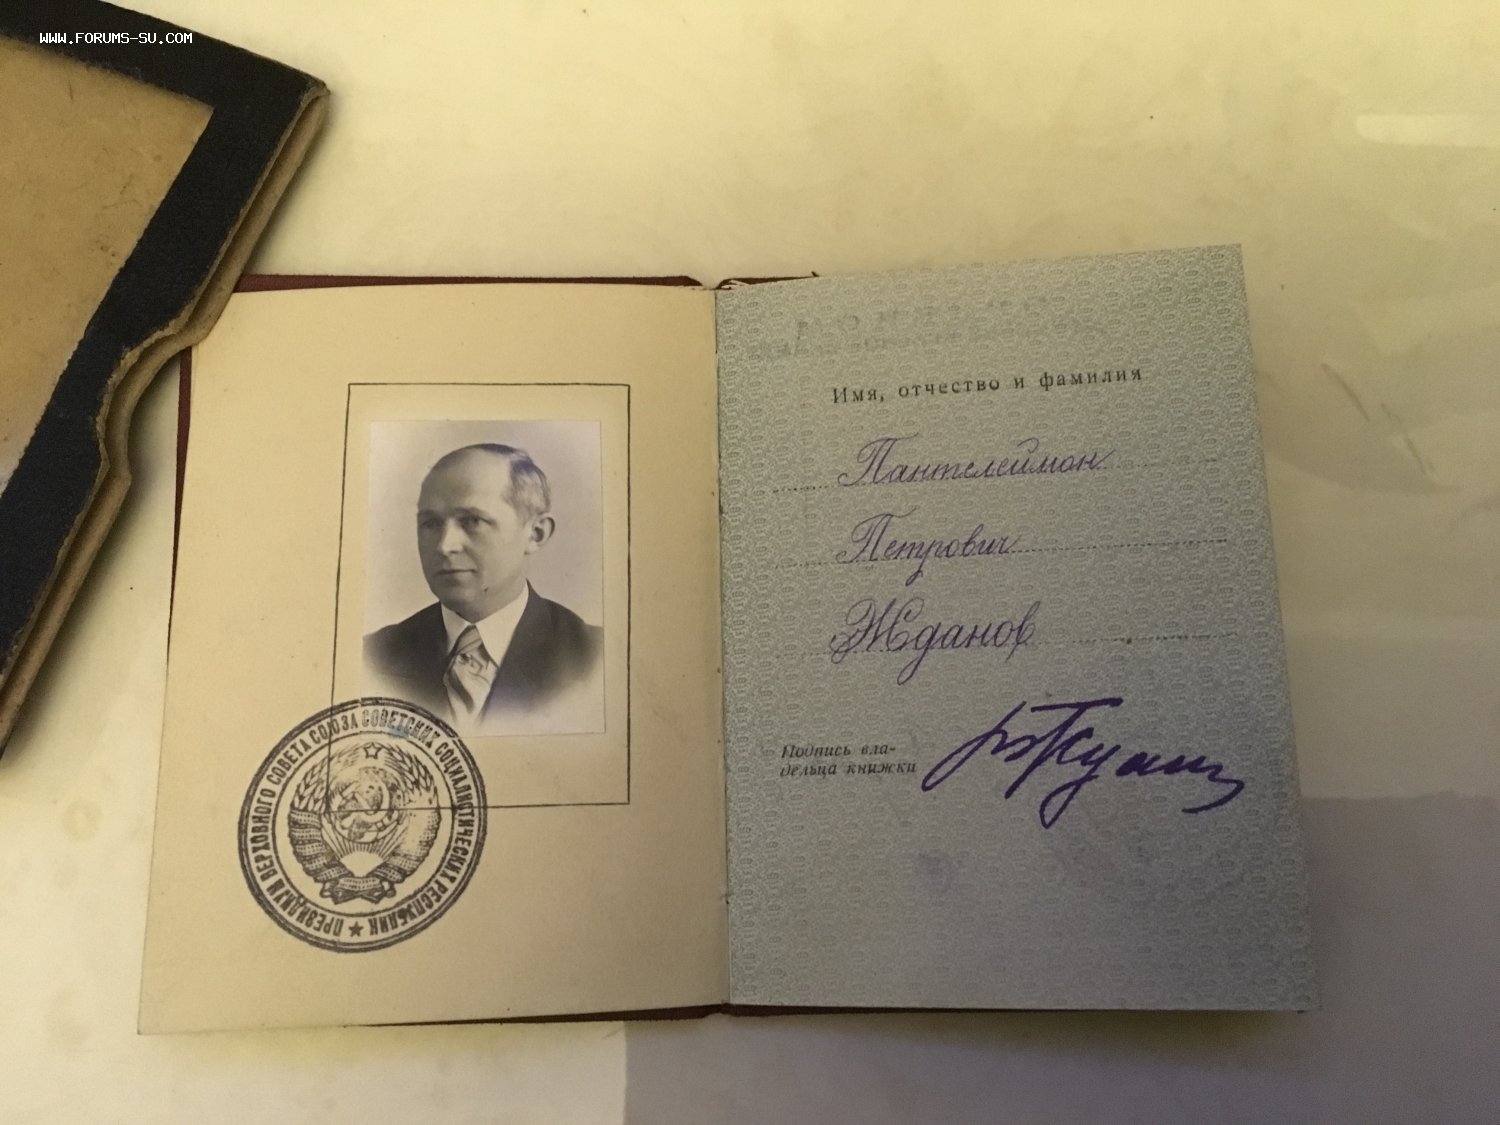 WWW.FORUMS-SU.COM
ПРЕЗИДИУМ ВЕРХОВНОГО СОВЕТА СОЮЗА СОВЕТСКИХ СОЦИАЛИСТИЧЕСКИХ РЕСПУБЛИК
Имя, отчество и фамилия
Пантелеймон
Петрович
Жданов
Подпись вла-
дельца книжки